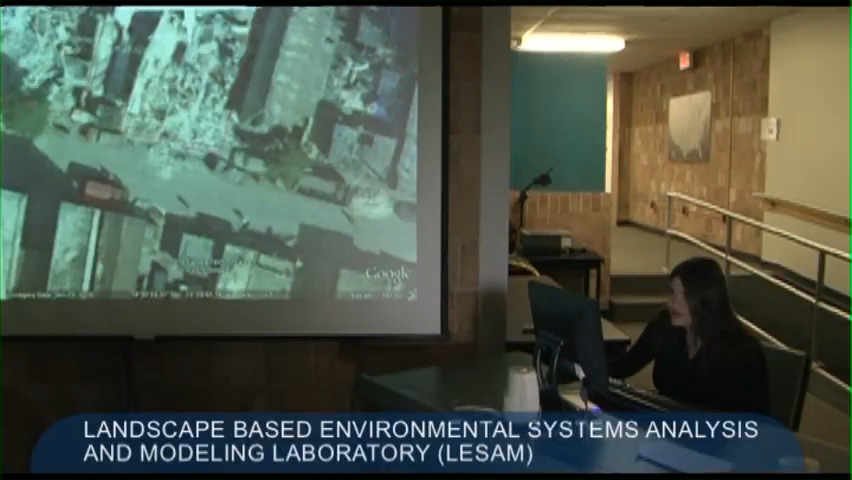 Google
LANDSCAPE BASED ENVIRONMENTAL SYSTEMS ANALYSIS
AND MODELING LABORATORY (LESAM)